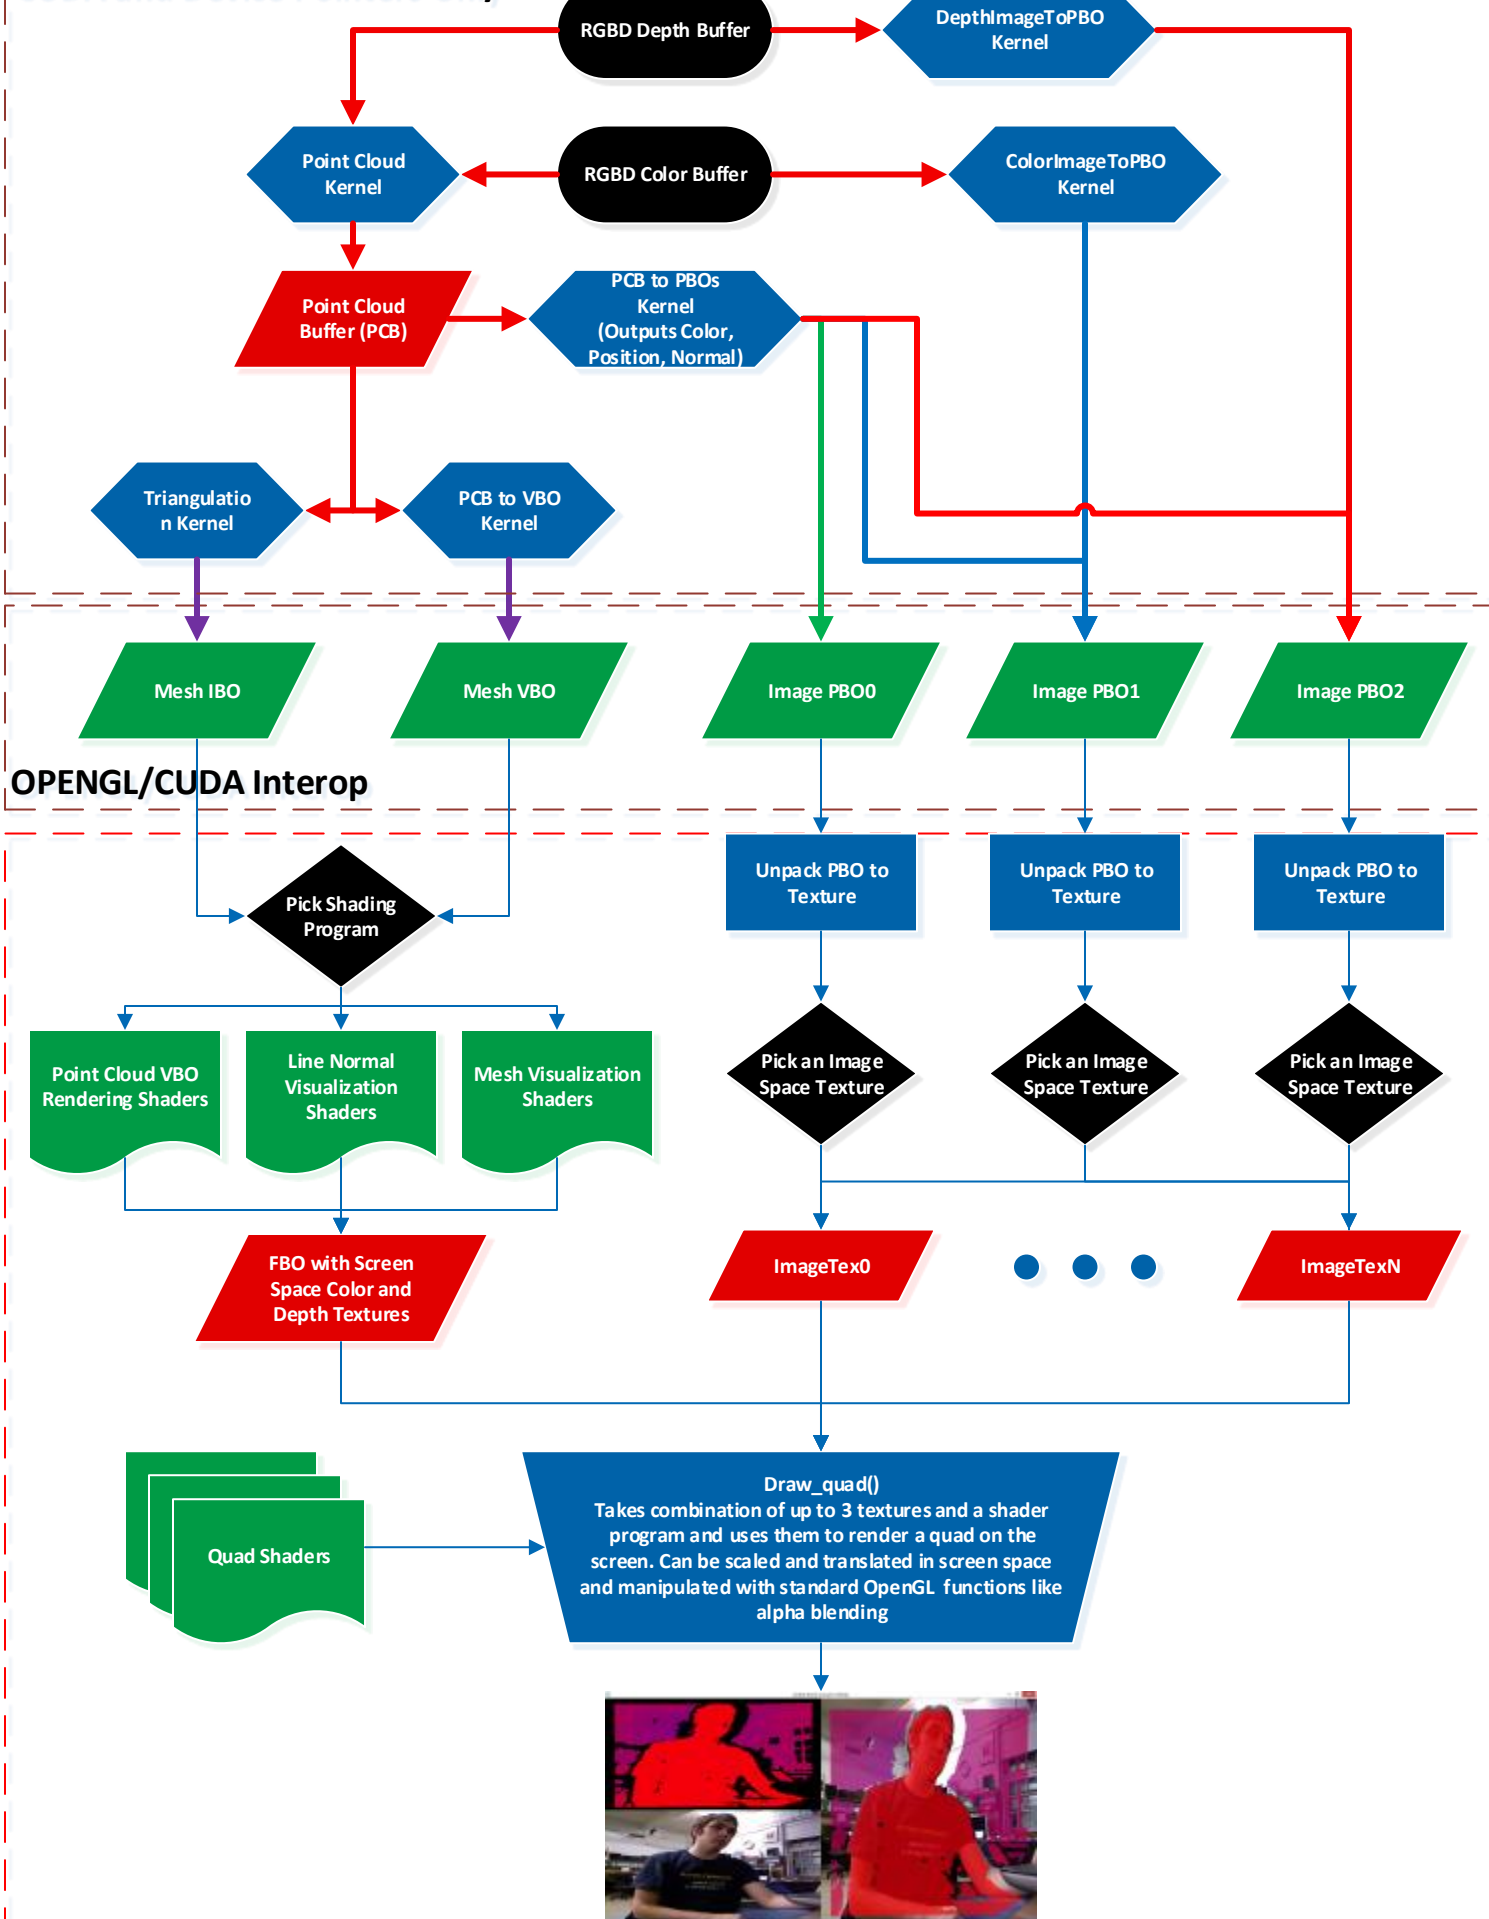 RGBD Depth Buffer
DepthImageToPBO
Kernel
Point Cloud
Kernel
RGBD Color Buffer
ColorImageToPBO
Kernel
Point Cloud
Buffer (PCB)
PCB to PBOs
Kernel
(Outputs Color,
Position, Normal)
Triangulatio
n Kernel
PCB to VBO
Kernel
Mesh IBO
Mesh VBO
Image PBO0
Image PBO1
Image PBO2
OPENGL/CUDA Interop
Pick Shading
Program
Unpack PBO to
Texture
Unpack PBO to
Texture
Unpack PBO to
Texture
Point Cloud VBO
Rendering Shaders
Line Normal
Visualization
Shaders
Mesh Visualization
Shaders
Pick an Image
Space Texture
Pick an Image
Space Texture
Pick an Image
Space Texture
FBO with Screen
Space Color and
Depth Textures
ImageTex0
ImageTexN
Quad Shaders
Draw_quad()
Takes combination of up to 3 textures and a shader
program and uses them to render a quad on the
screen. Can be scaled and translated in screen space
and manipulated with standard OpenGL functions like
alpha blending